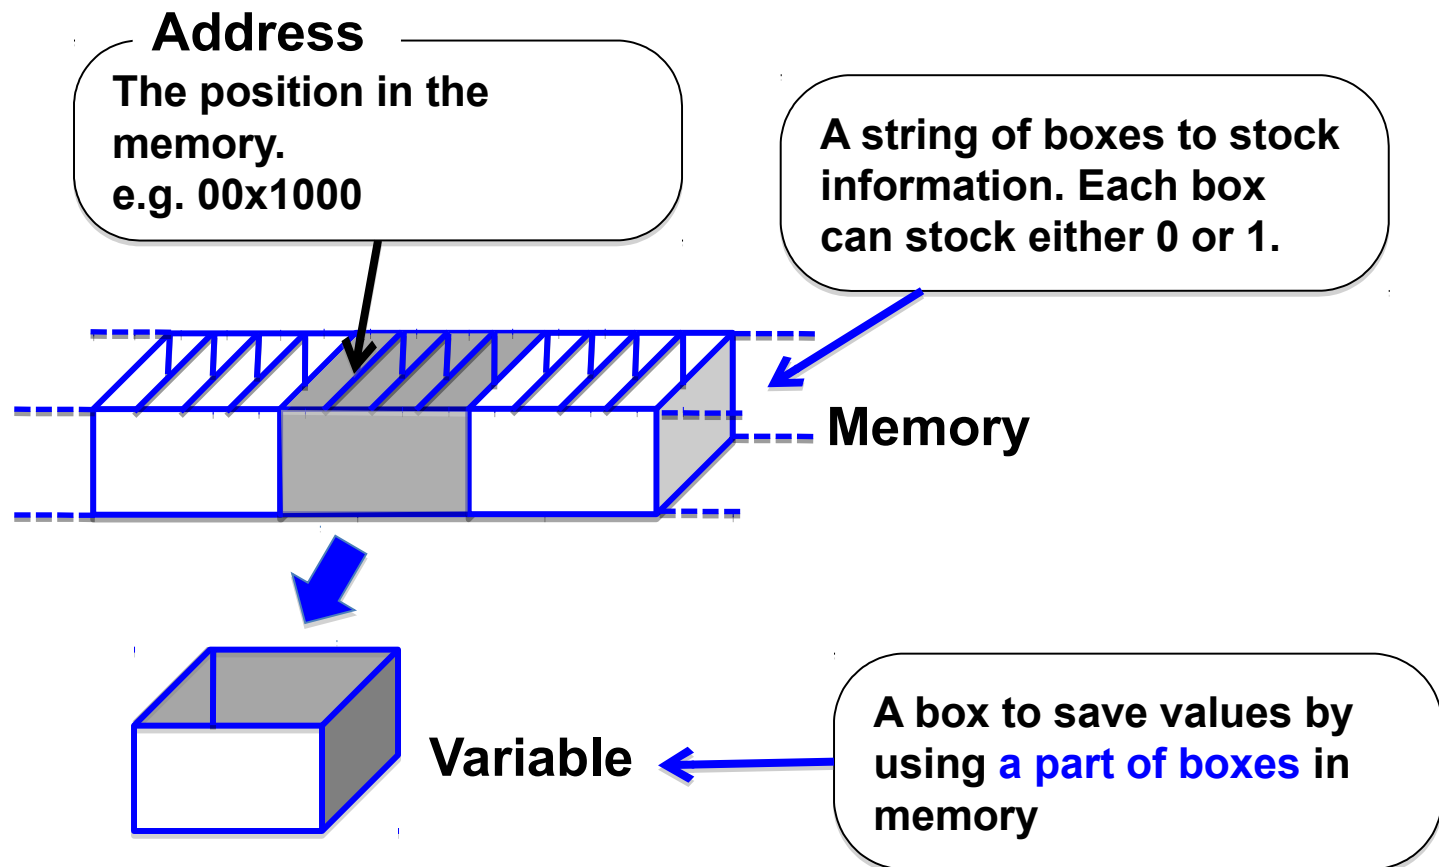 Address
The position in the
memory.
e.g. 00x1000
A string of boxes to stock
information. Each box
can stock either 0 or 1.
Memory
Variable
A box to save values by
using a part of boxes in
memory